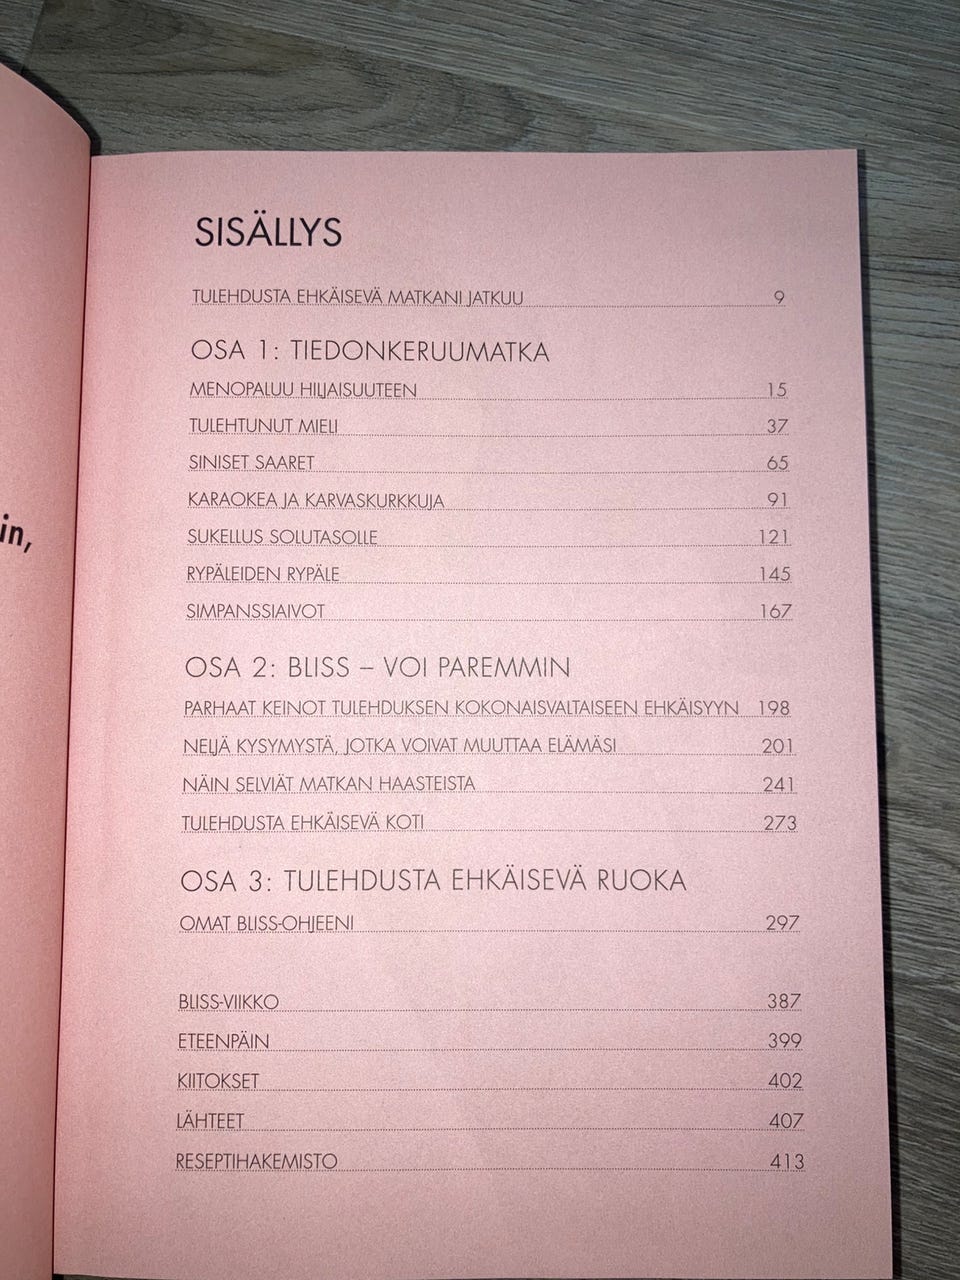 in,
SISÄLLYS
TULEHDUSTA EHKÄISEVÄ MATKANI JATKUU 9
OSA 1: TIEDONKERUUMATKA
MENOPALUU HILJAISUUTEEN 15
TULEHTUNUT MIELI 37
SINISET SAARET 65
KARAOKEA JA KARVASKURKKUJA 91
SUKELLUS SOLUTASOLLE 121
RYPÄLEIDEN RYPÄLE 145
SIMPANSSIAIVOT 167
OSA 2: BLISS – VOI PAREMMIN
PARHAAT KEINOT TULEHDUKSEN KOKONAISVALTAISEEN EHKÄISYYN 198
NELJÄ KYSYMYSTÄ, JOTKA VOIVAT MUUTTAA ELÄMÄSI 201
NÄIN SELVIÄT MATKAN HAASTEISTA 241
TULEHDUSTA EHKÄISEVÄ KOTI 273
OSA 3: TULEHDUSTA EHKÄISEVÄ RUOKA
OMAT BLISS-OHJEENI 297
BLISS-VIIKKO 387
ETEENPÄIN 399
KIITOKSET 402
LÄHTEET 407
RESEPTIHAKEMISTO 413